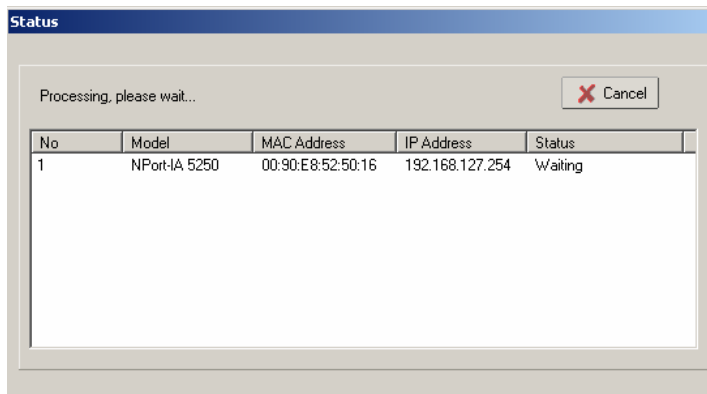 Status
Processing, please wait...
Cancel
No Model MAC Address IP Address Status
1 NPort-IA 5250 00:90:E8:52:50:16 192.168.127.254 Waiting